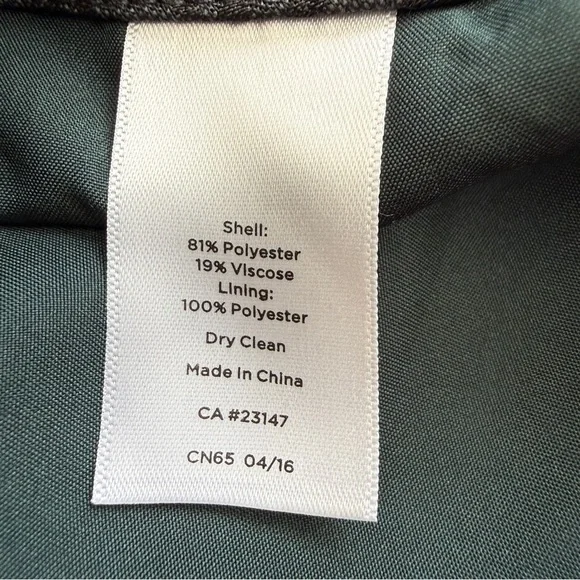 Shell:
81% Polyester
19% Viscose
Lining:
100% Polyester
Dry Clean
Made In China
CA #23147
CN65 04/16